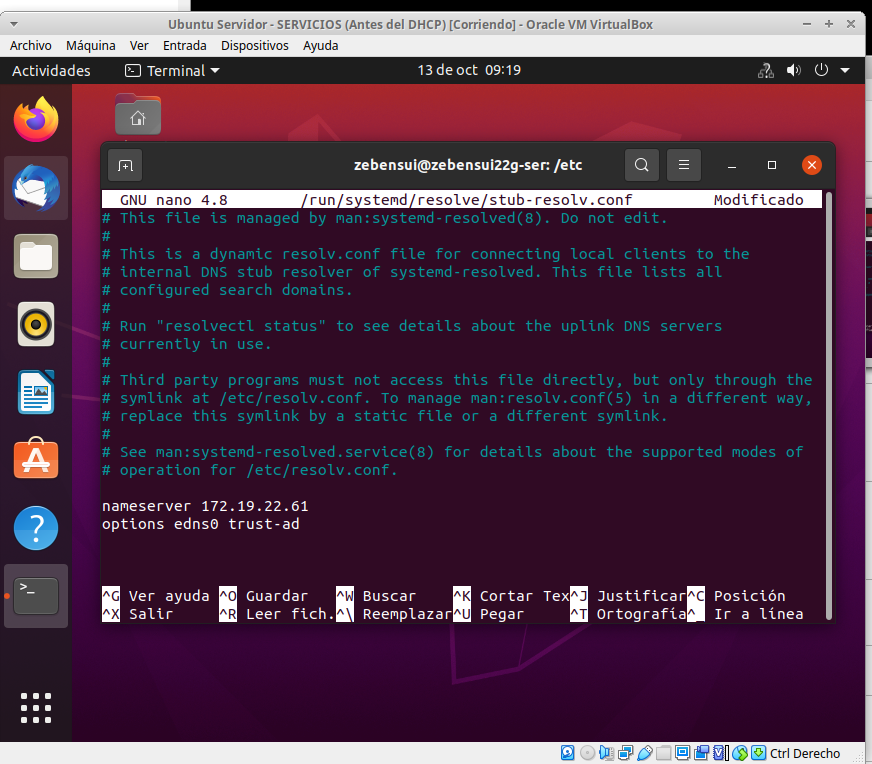 Ubuntu Servidor - SERVICIOS (Antes del DHCP) [Corriendo] - Oracle VM VirtualBox
Archivo Máquina Ver Entrada Dispositivos Ayuda
Actividades Terminal 13 de oct 09:19
zebensui@zebensui22g-ser: /etc
GNU nano 4.8 /run/systemd/resolve/stub-resolv.conf Modificado
# This file is managed by man:systemd-resolved(8). Do not edit.
#
# This is a dynamic resolv.conf file for connecting local clients to the
# internal DNS stub resolver of systemd-resolved. This file lists all
# configured search domains.
#
# Run "resolvectl status" to see details about the uplink DNS servers
# currently in use.
#
# Third party programs must not access this file directly, but only through the
# symlink at /etc/resolv.conf. To manage man:resolv.conf(5) in a different way,
# replace this symlink by a static file or a different symlink.
#
# See man:systemd-resolved.service(8) for details about the supported modes of
# operation for /etc/resolv.conf.
nameserver 172.19.22.61
options edns0 trust-ad
^G Ver ayuda ^O Guardar ^W Buscar ^K Cortar Tex^J Justificar^C Posición
^X Salir ^R Leer fich.^\ Reemplazar^U Pegar ^T Ortografía^_ Ir a línea
Ctrl Derecho